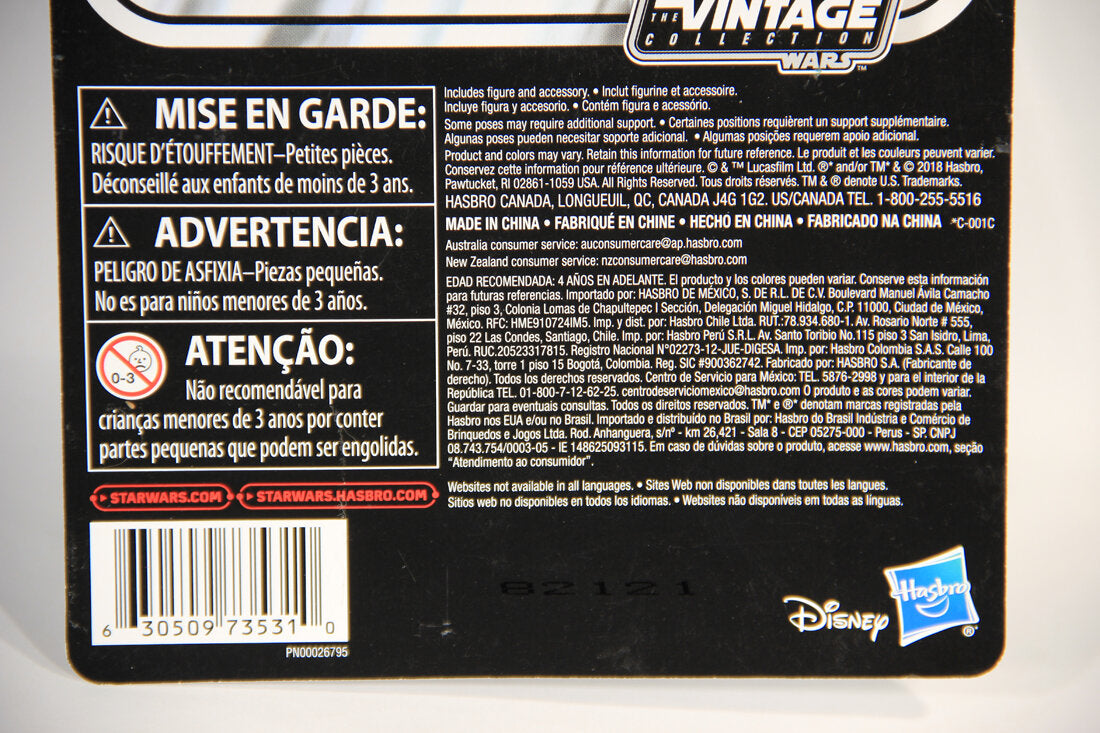 THE VINTAGE
COLLECTION
WARS™
⚠ MISE EN GARDE:
RISQUE D'ÉTOUFFEMENT–Petites pièces.
Déconseillé aux enfants de moins de 3 ans.
⚠ ADVERTENCIA:
PELIGRO DE ASFIXIA–Piezas pequeñas.
No es para niños menores de 3 años.
0-3
ATENÇÃO:
Não recomendável para
crianças menores de 3 anos por conter
partes pequenas que podem ser engolidas.
STARWARS.COM • STARWARS.HASBRO.COM
6 30509 73531 0
PN00026795
Includes figure and accessory. • Inclut figurine et accessoire.
Incluye figura y accesorio. • Contém figura e acessório.
Some poses may require additional support. • Certaines positions requièrent un support supplémentaire.
Algunas poses pueden necesitar soporte adicional. • Algumas posições requerem apoio adicional.
Product and colors may vary. Retain this information for future reference. Le produit et les couleurs peuvent varier.
Conservez cette information pour référence ultérieure. © & ™ Lucasfilm Ltd. ®* and/or TM* & © 2018 Hasbro,
Pawtucket, RI 02861-1059 USA. All Rights Reserved. Tous droits réservés. TM & ® denote U.S. Trademarks.
HASBRO CANADA, LONGUEUIL, QC, CANADA J4G 1G2. US/CANADA TEL. 1-800-255-5516
MADE IN CHINA • FABRIQUÉ EN CHINE • HECHO EN CHINA • FABRICADO NA CHINA *C-001C
Australia consumer service: auconsumercare@ap.hasbro.com
New Zealand consumer service: nzconsumercare@hasbro.com
EDAD RECOMENDADA: 4 AÑOS EN ADELANTE. El producto y los colores pueden variar. Conserve esta información
para futuras referencias. Importado por: HASBRO DE MÉXICO, S. DE R.L. DE C.V. Boulevard Manuel Ávila Camacho
#32, piso 3, Colonia Lomas de Chapultepec I Sección, Delegación Miguel Hidalgo, C.P. 11000, Ciudad de México,
México. RFC: HME910724IM5. Imp. y dist. por: Hasbro Chile Ltda. RUT.:78.934.680-1. Av. Rosario Norte # 555,
piso 22 Las Condes, Santiago, Chile. Imp. por: Hasbro Perú S.R.L. Av. Santo Toribio No.115 piso 3 San Isidro, Lima,
Perú. RUC.20523317815. Registro Nacional N°02273-12-JUE-DIGESA. Imp. por: Hasbro Colombia S.A.S. Calle 100
No. 7-33, torre 1 piso 15 Bogotá, Colombia. Reg. SIC #900362742. Fabricado por: HASBRO S.A. (Fabricante de
derecho). Todos los derechos reservados. Centro de Servicio para México: TEL. 5876-2998 y para el interior de la
República TEL. 01-800-7-12-62-25. centrodeserviciomexico@hasbro.com O produto e as cores podem variar.
Guardar para eventuais consultas. Todos os direitos reservados. TM* e ®* denotam marcas registradas pela
Hasbro nos EUA e/ou no Brasil. Importado e distribuído no Brasil por: Hasbro do Brasil Indústria e Comércio de
Brinquedos e Jogos Ltda. Rod. Anhanguera, s/nº - km 26,421 - Sala 8 - CEP 05275-000 - Perus - SP. CNPJ
08.743.754/0003-05 - IE 148625093115. Em caso de dúvidas sobre o produto, acesse www.hasbro.com, seção
"Atendimento ao consumidor".
Websites not available in all languages. • Sites Web non disponibles dans toutes les langues.
Sitios web no disponibles en todos los idiomas. • Websites não disponíveis em todas as línguas.
82121
Disney
Hasbro®